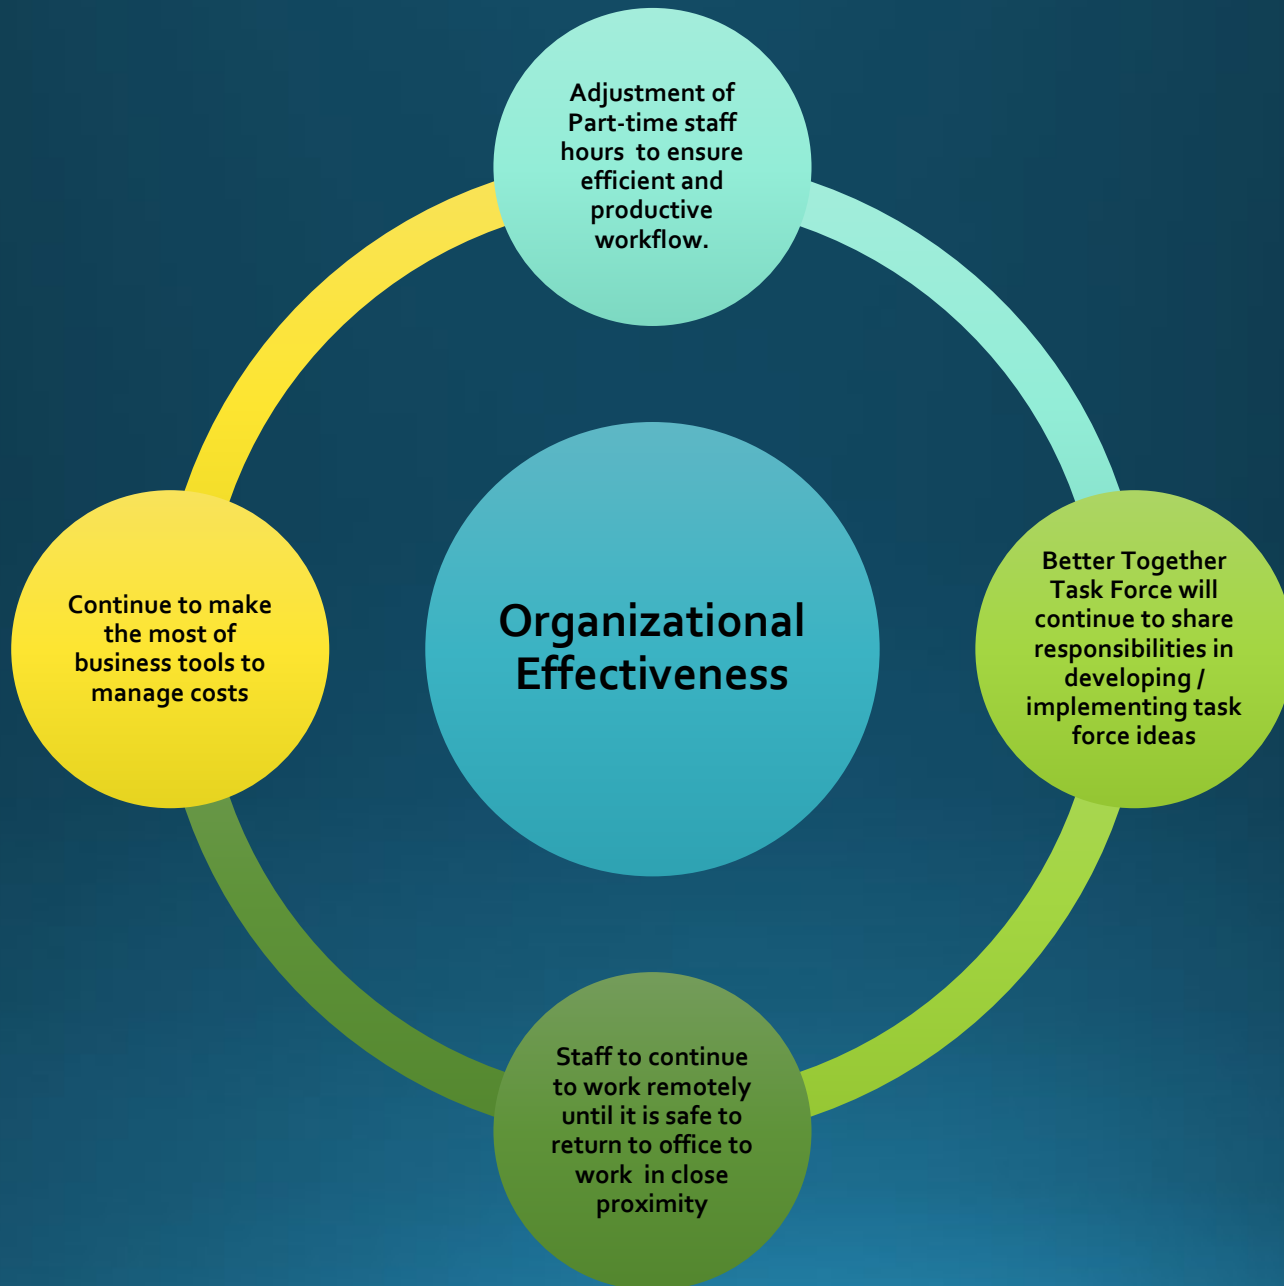 Adjustment of
Part-time staff
hours  to ensure
efficient and
productive
workflow.
Organizational
Effectiveness
Better Together
Task Force will
continue to share
responsibilities in
developing /
implementing task
force ideas
Staff to continue
to work remotely
until it is safe to
return to office to
work  in close
proximity
Continue to make
the most of
business tools to
manage costs